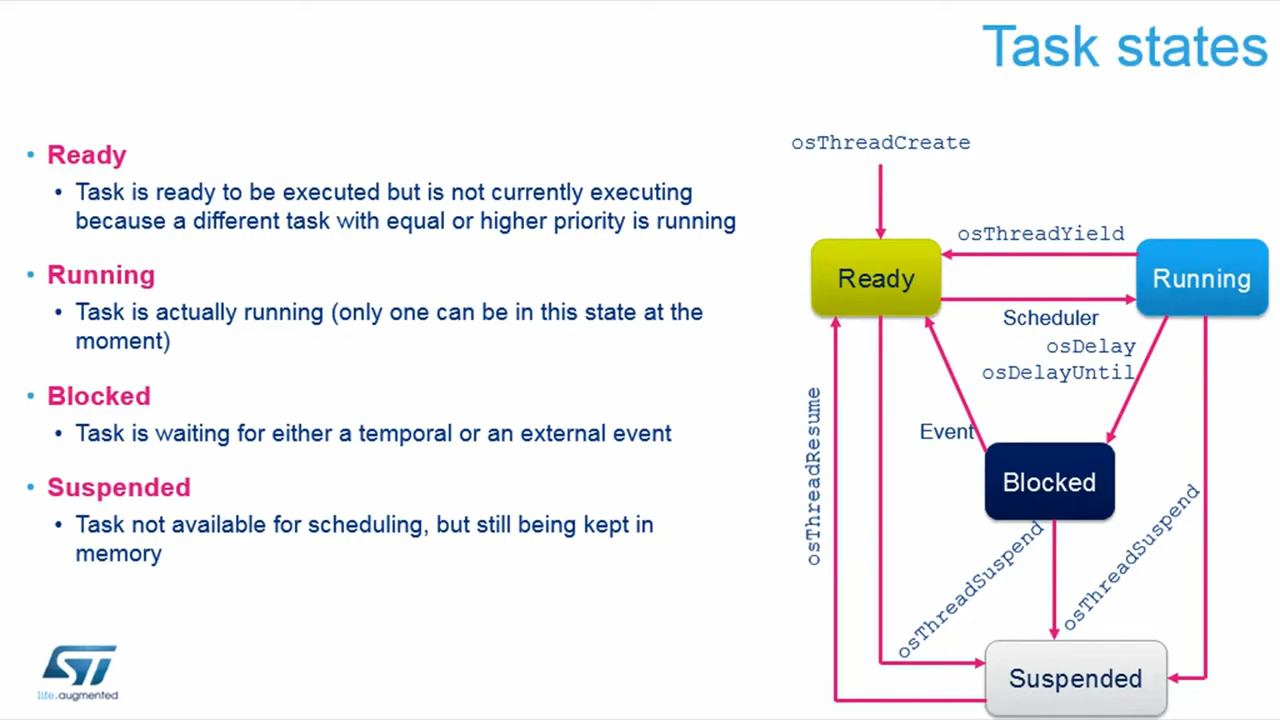 Task states
• Ready
• Task is ready to be executed but is not currently executing
because a different task with equal or higher priority is running
• Running
• Task is actually running (only one can be in this state at the
moment)
• Blocked
• Task is waiting for either a temporal or an external event
• Suspended
• Task not available for scheduling, but still being kept in
memory
osThreadCreate
osThreadYield
Ready
Running
Scheduler
osDelay
osDelayUntil
osThreadResume
Event
Blocked
osThreadSuspend
osThreadSuspend
Suspended
ST
life.augmented